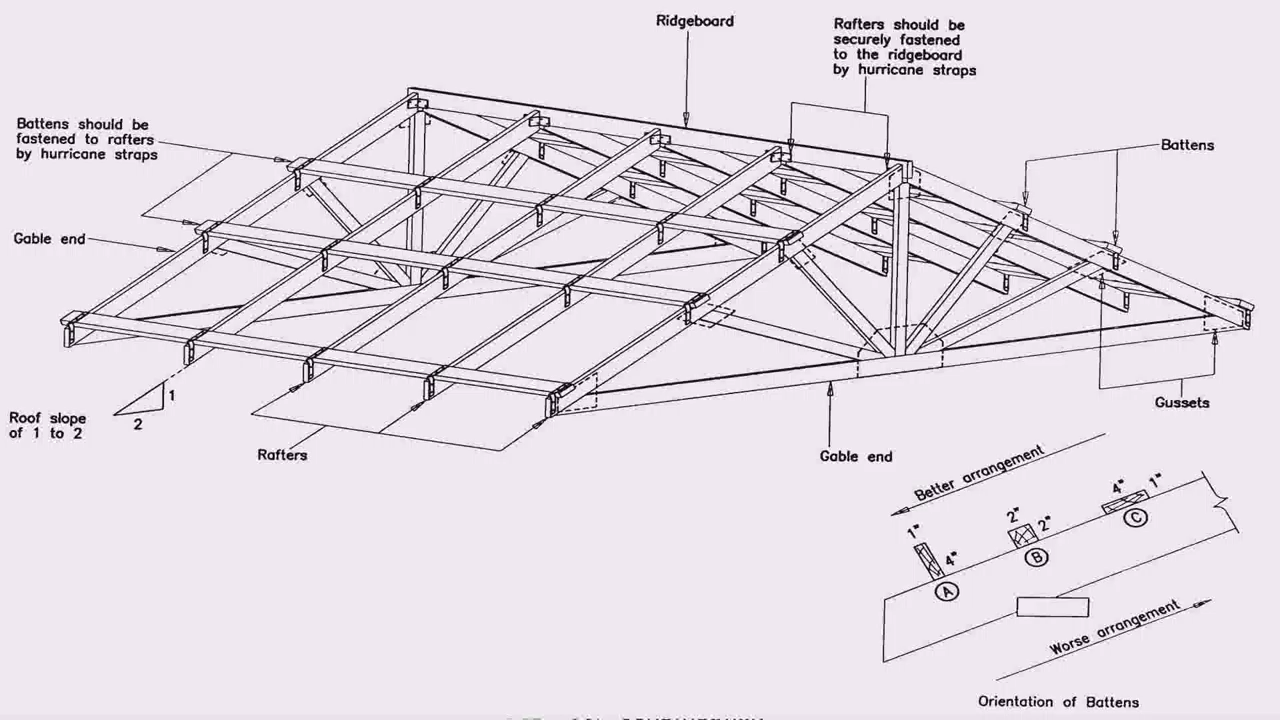 Ridgeboard
Rafters should be
securely fastened
to the ridgeboard
by hurricane straps
Battens should be
fastened to rafters
by hurricane straps
Battens
Gable end
1
2
Roof slope
of 1 to 2
Rafters
Gable end
Gussets
Better arrangement
1"
4"
A
2"
2"
B
4"
1"
C
Worse arrangement
Orientation of Battens